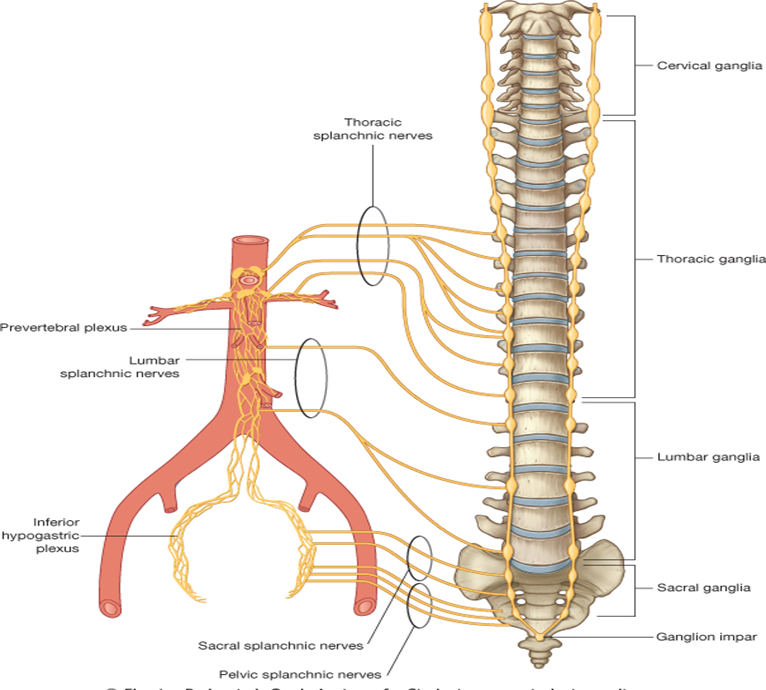 Cervical ganglia
Thoracic
splanchnic nerves
Thoracic ganglia
Prevertebral plexus
Lumbar
splanchnic nerves
Lumbar ganglia
Inferior
hypogastric
plexus
Sacral ganglia
Ganglion impar
Sacral splanchnic nerves
Pelvic splanchnic nerves